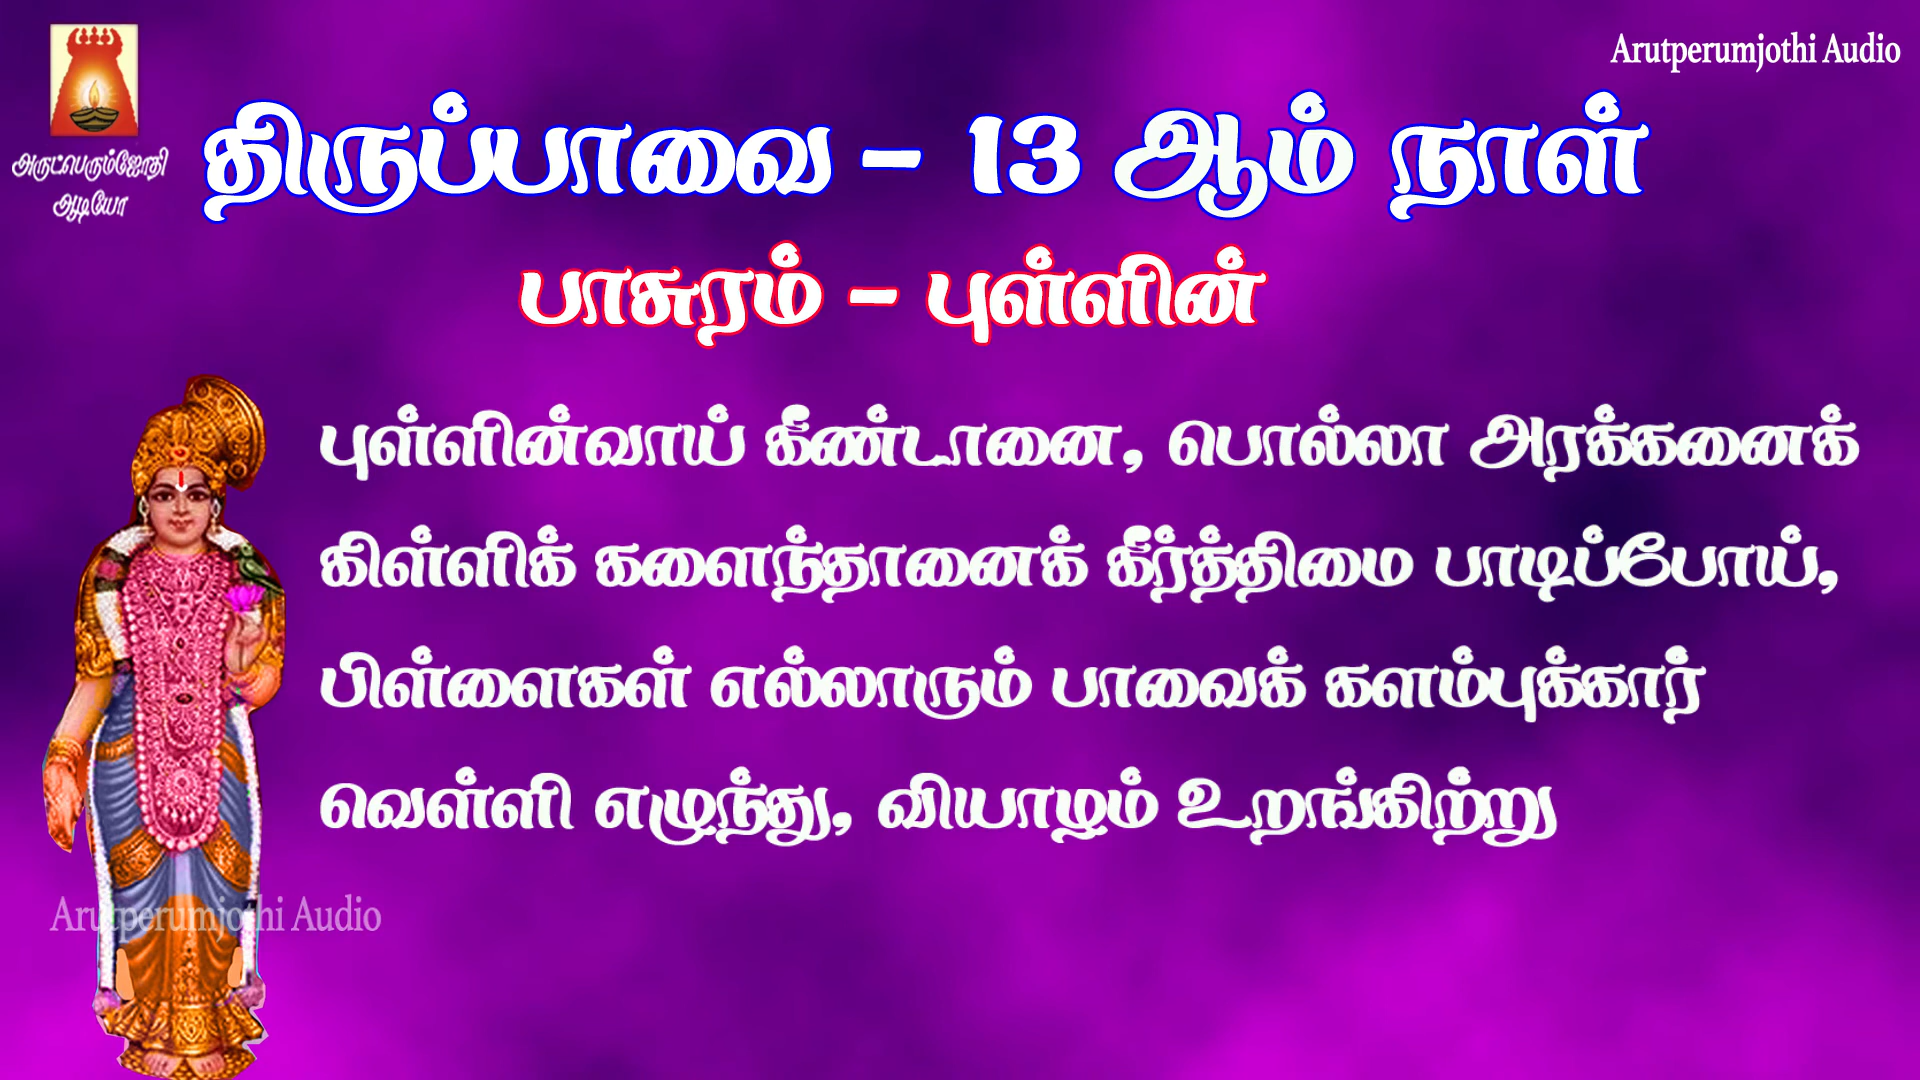 Arutperumjothi Audio
அருட்பெரும்ஜோதி
ஆடியோ
திருப்பாவை - 13 ஆம் நாள்
பாசுரம் - புள்ளின்
புள்ளின்வாய் கீண்டானை, பொல்லா அரக்கனைக்
கிள்ளிக் களைந்தானைக் கீர்த்திமை பாடிப்போய்,
பிள்ளைகள் எல்லாரும் பாவைக் களம்புக்கார்
வெள்ளி எழுந்து, வியாழம் உறங்கிற்று
Arutperumjothi Audio